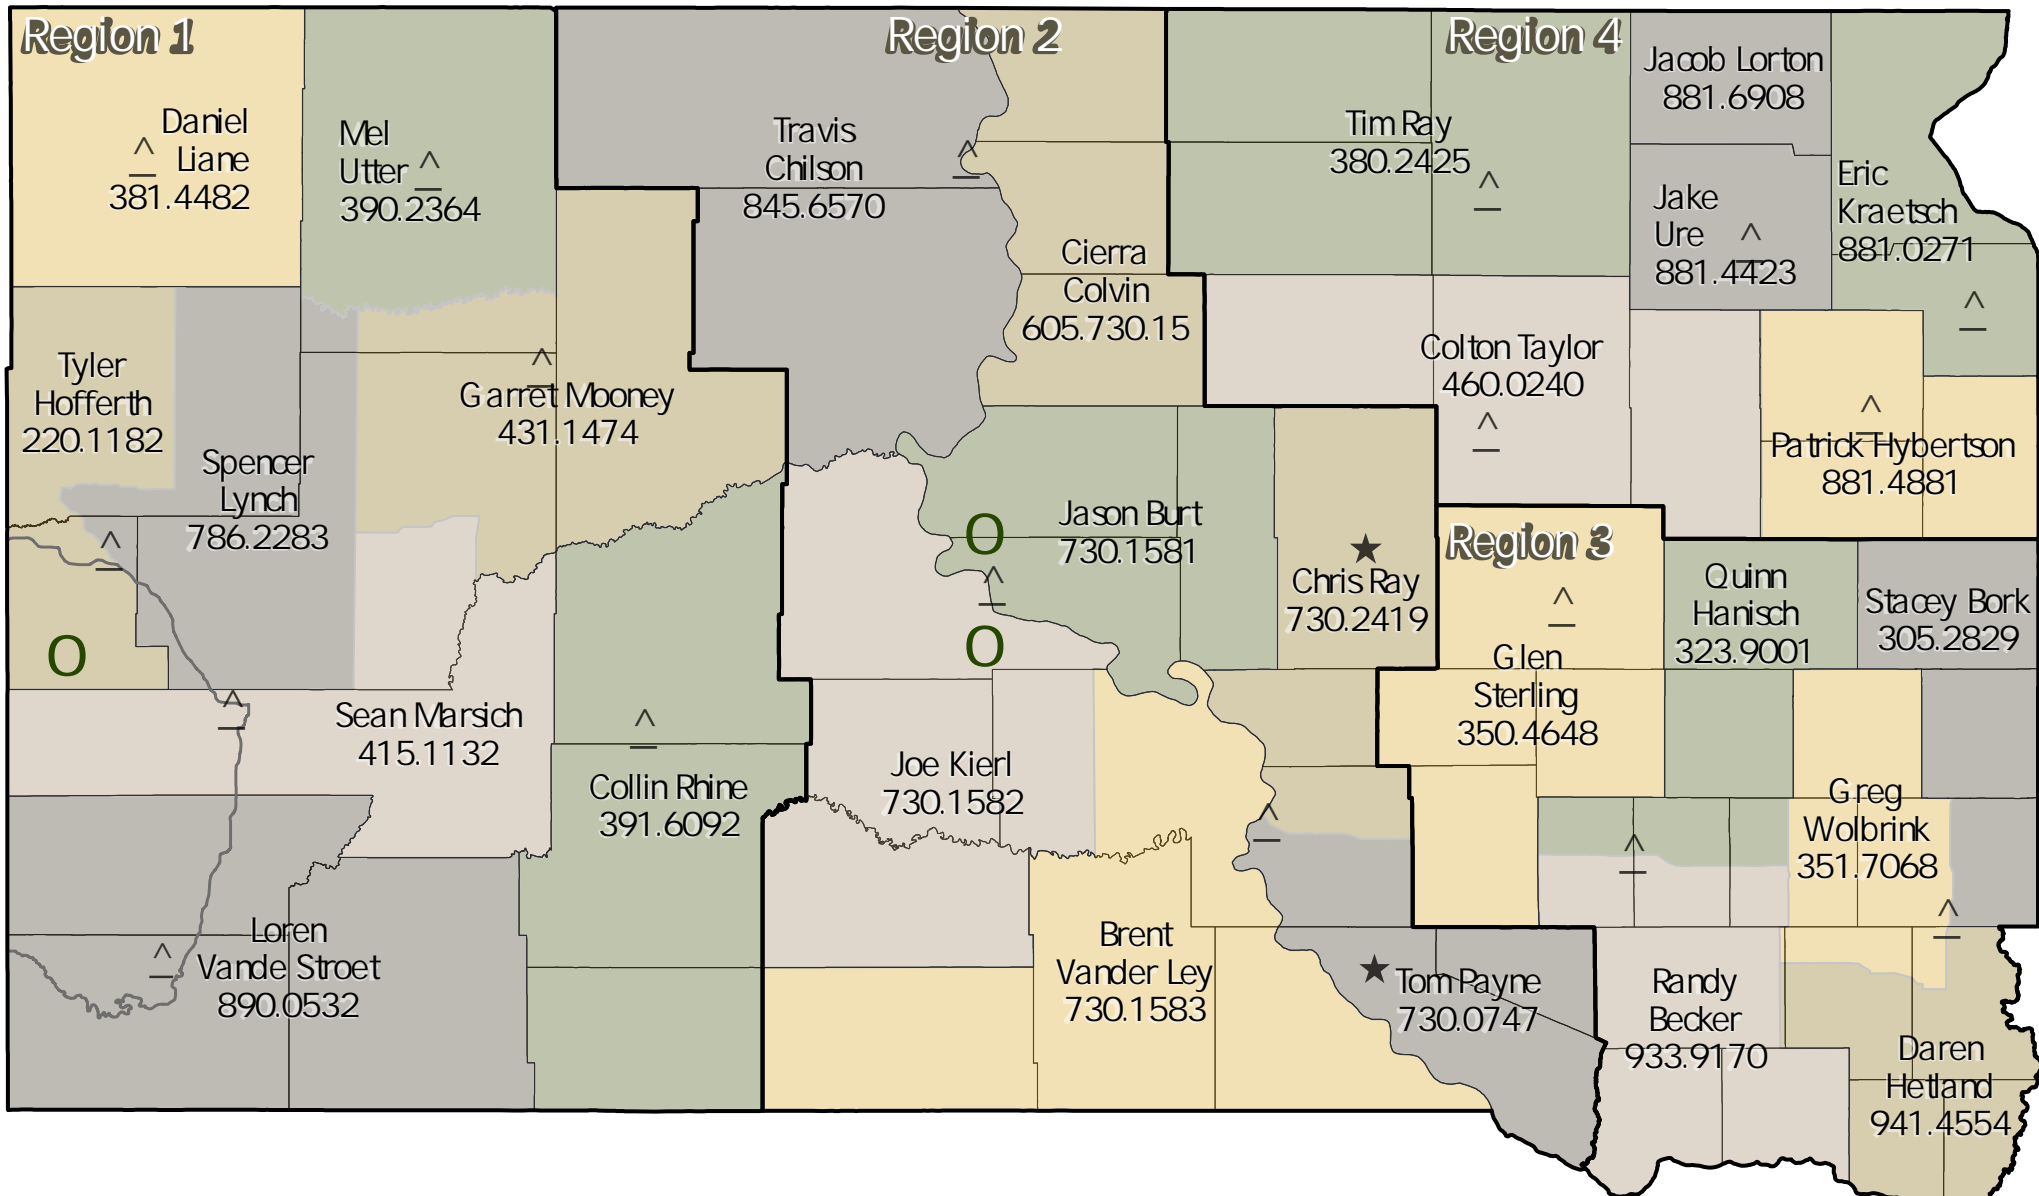 Region 1
Region 2
Region 4
Jacob Lorton
881.6908
Daniel
Liane
381.4482
Mel
Utter
390.2364
Travis
Chilson
845.6570
Tim Ray
380.2425
Eric
Kraetsch
881.0271
Jake
Ure
881.4423
Cierra
Colvin
605.730.15
Tyler
Hofferth
220.1182
Garret Mooney
431.1474
Colton Taylor
460.0240
Patrick Hybertson
881.4881
Spencer
Lynch
786.2283
Jason Burt
730.1581
O
Chris Ray
730.2419
Region 3
Quinn
Hanisch
323.9001
Stacey Bork
305.2829
O
O
Glen
Sterling
350.4648
Sean Marsich
415.1132
Collin Rhine
391.6092
Joe Kierl
730.1582
Greg
Wolbrink
351.7068
Loren
Vande Stroet
890.0532
Brent
Vander Ley
730.1583
Tom Payne
730.0747
Randy
Becker
933.9170
Daren
Hetland
941.4554